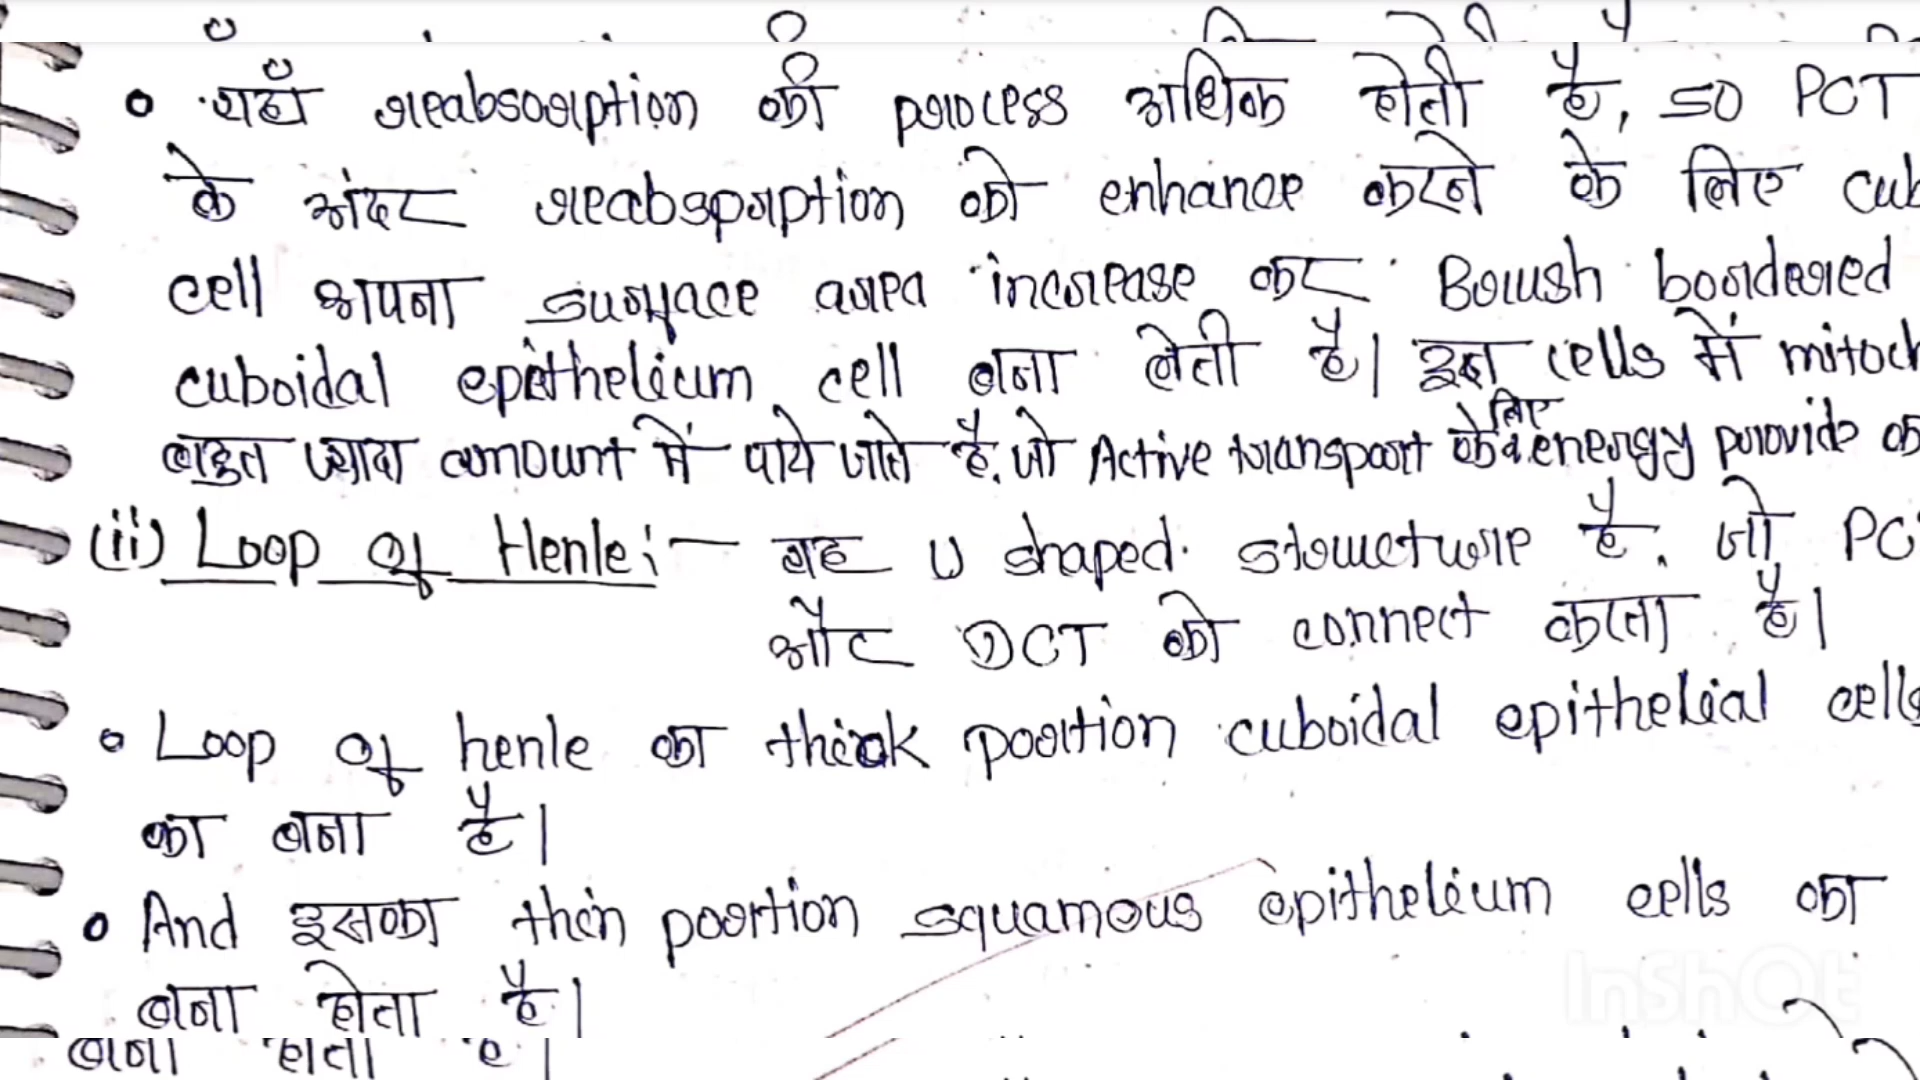 • यहाँ reabsorption की process अधिक होती है, so PCT
के अंदर reabsorption को enhance करने के लिए cub
cell अपना surface area increase कर Brush bordered
cuboidal epithelium cell बना लेती है। इन cells में mitoch
बहुत ज्यादा amount में पाये जाते है. जो Active transport के लिए energy provide क
(ii) Loop of Henle:- यह U shaped structure है. जो PC
और DCT को connect करता है।
• Loop of henle का thick portion cuboidal epithelial cells
का बना है।
• And इसका thin portion squamous epithelium cells का
बना होता है।
बना होता है।
InShOt